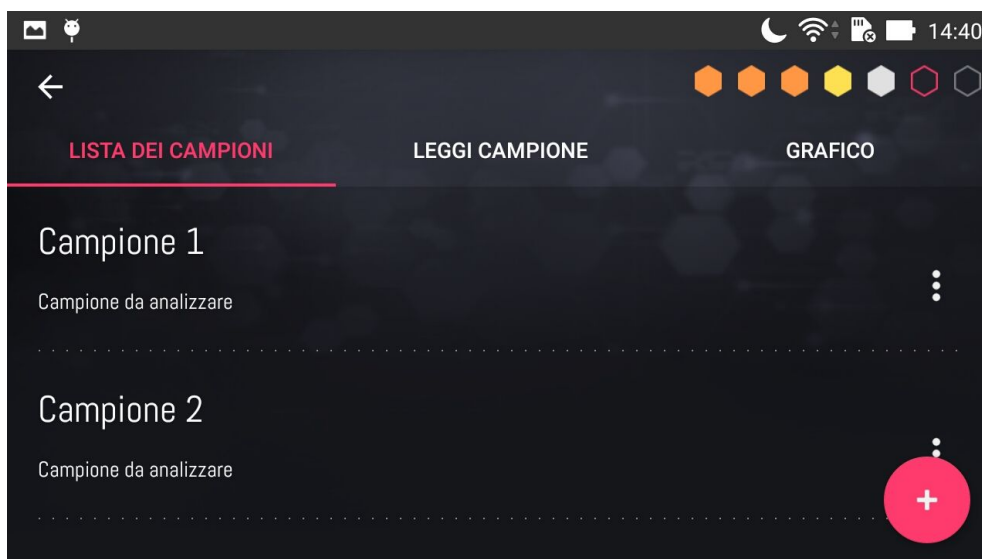 14:40
LISTA DEI CAMPIONI LEGGI CAMPIONE GRAFICO
Campione 1
Campione da analizzare
Campione 2
Campione da analizzare